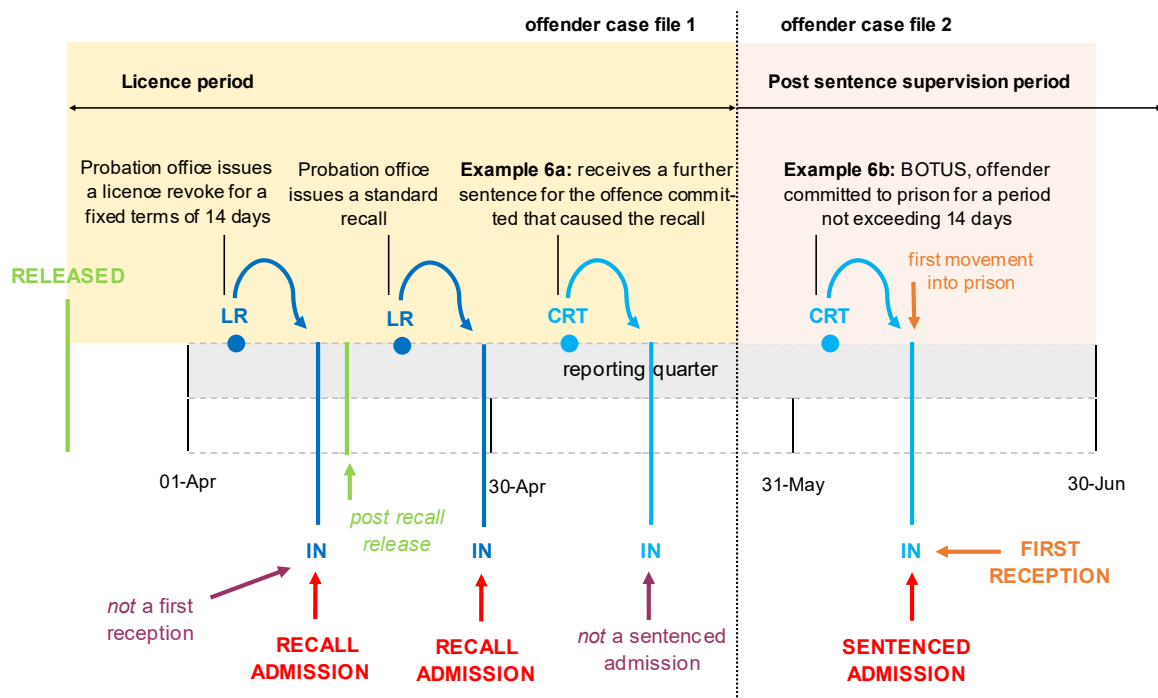 offender case file 1
offender case file 2
Licence period
Post sentence supervision period
Probation office issues
a licence revoke for a
fixed terms of 14 days
Probation office
issues a standard
recall
Example 6a: receives a further
sentence for the offence commit-
ted that caused the recall
Example 6b: BOTUS, offender
committed to prison for a period
not exceeding 14 days
RELEASED
first movement
into prison
LR
LR
CRT
CRT
reporting quarter
01-Apr
30-Apr
31-May
30-Jun
post recall
release
IN
IN
IN
IN
FIRST
RECEPTION
not a first
reception
RECALL
ADMISSION
RECALL
ADMISSION
not a sentenced
admission
SENTENCED
ADMISSION